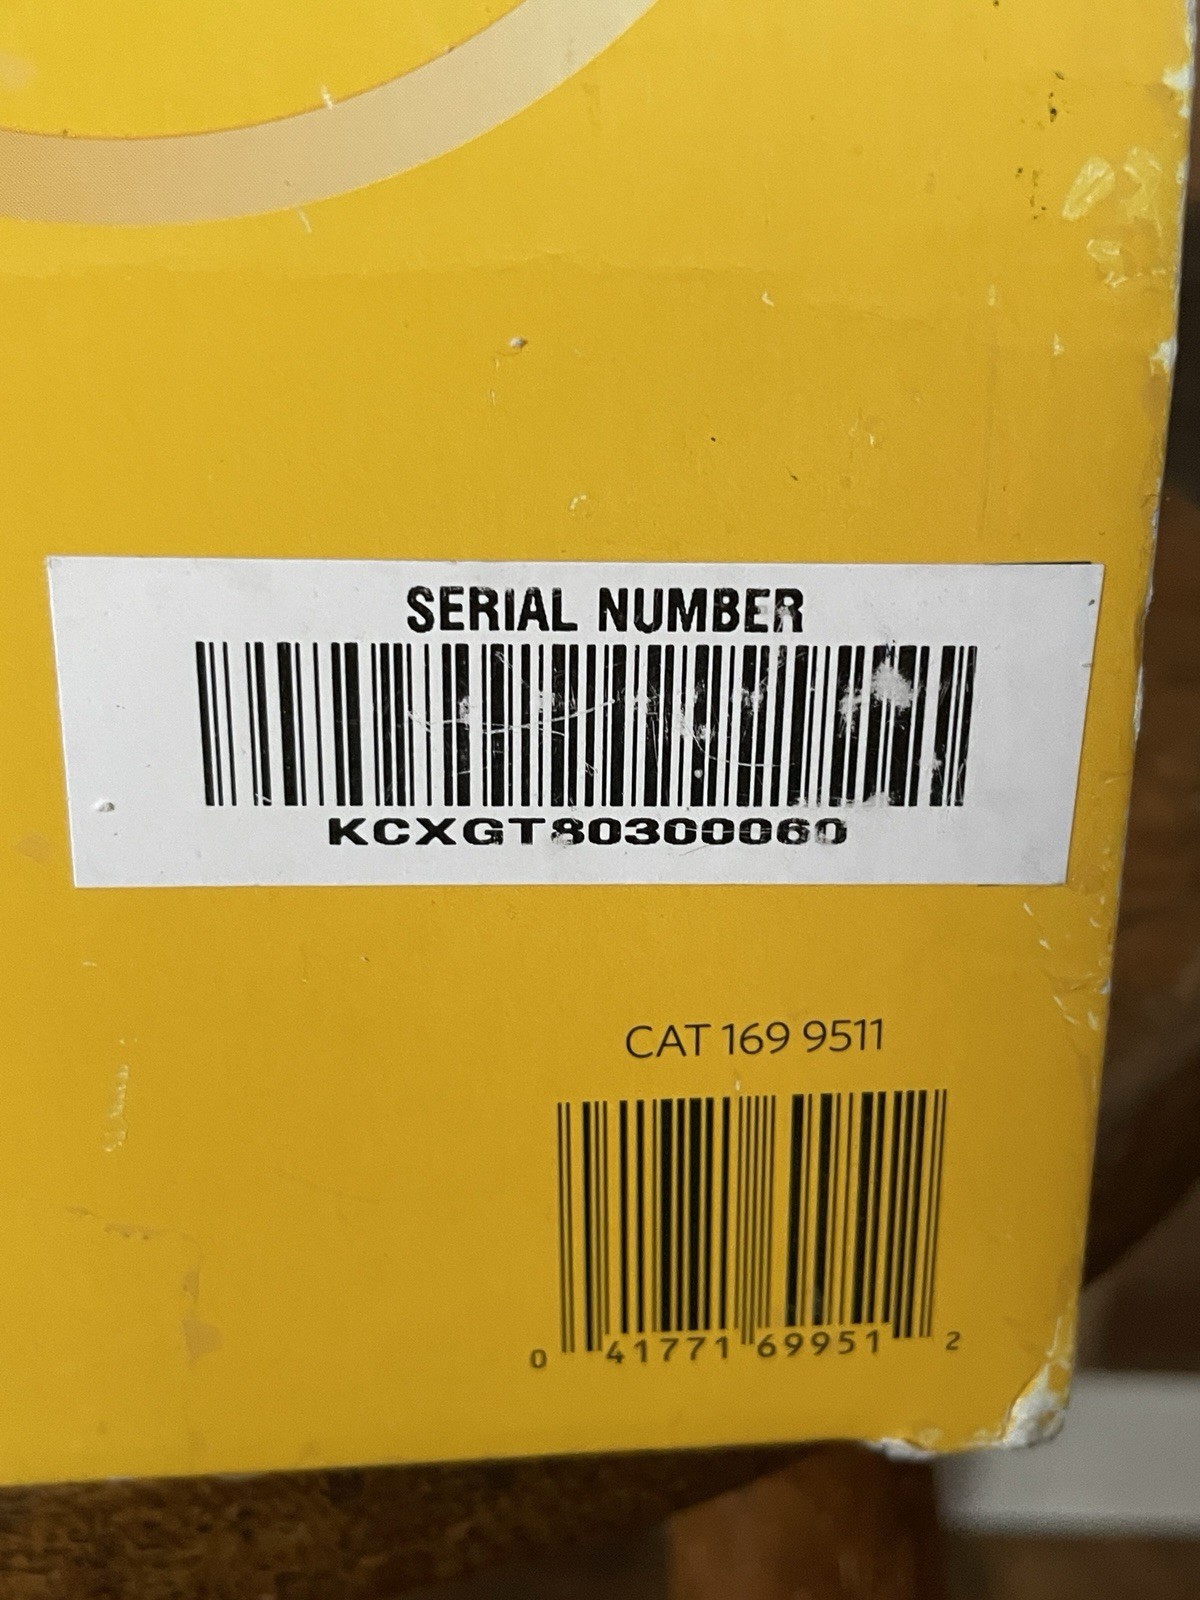 SERIAL NUMBER
KCXGT80300060
CAT 169 9511
0 41771 69951 2